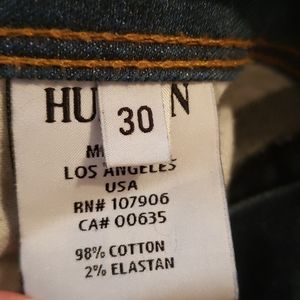 HU N
30
LOS ANGELES
USA
RN# 107906
CA# 00635
98% COTTON
2% ELASTAN